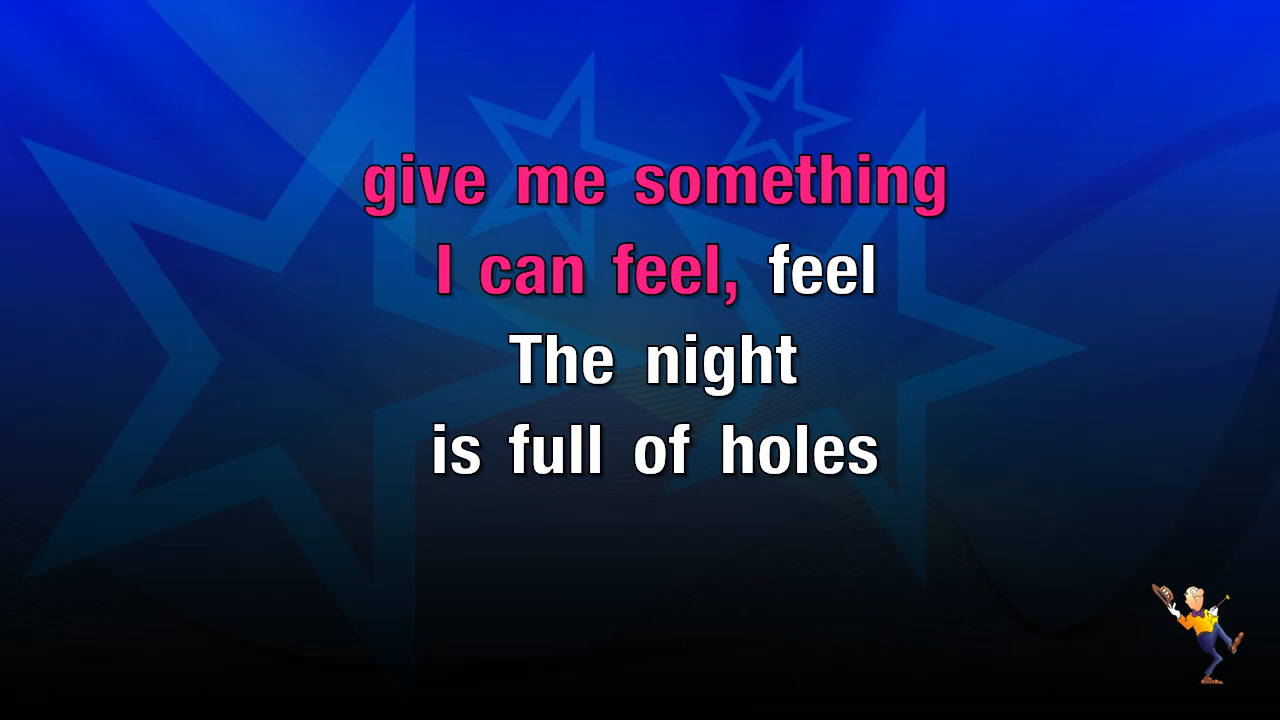 give me something
I can feel, feel
The night
is full of holes